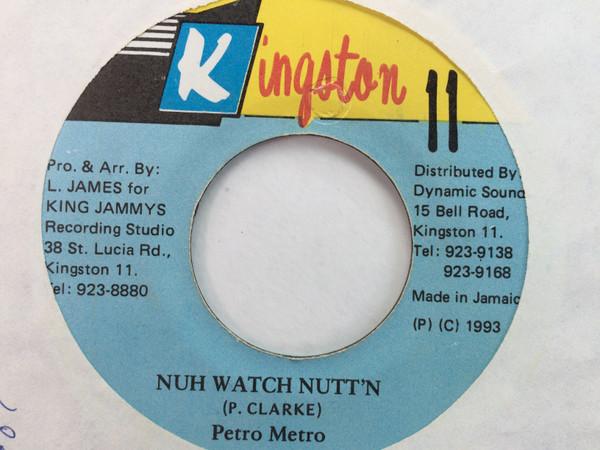 Kingston 11
Pro. & Arr. By:
L. JAMES for
KING JAMMYS
Recording Studio
38 St. Lucia Rd.,
Kingston 11.
Tel: 923-8880
Distributed By:
Dynamic Sound
15 Bell Road,
Kingston 11.
Tel: 923-9138
923-9168
Made in Jamaic
(P) (C) 1993
NUH WATCH NUTT'N
(P. CLARKE)
Petro Metro